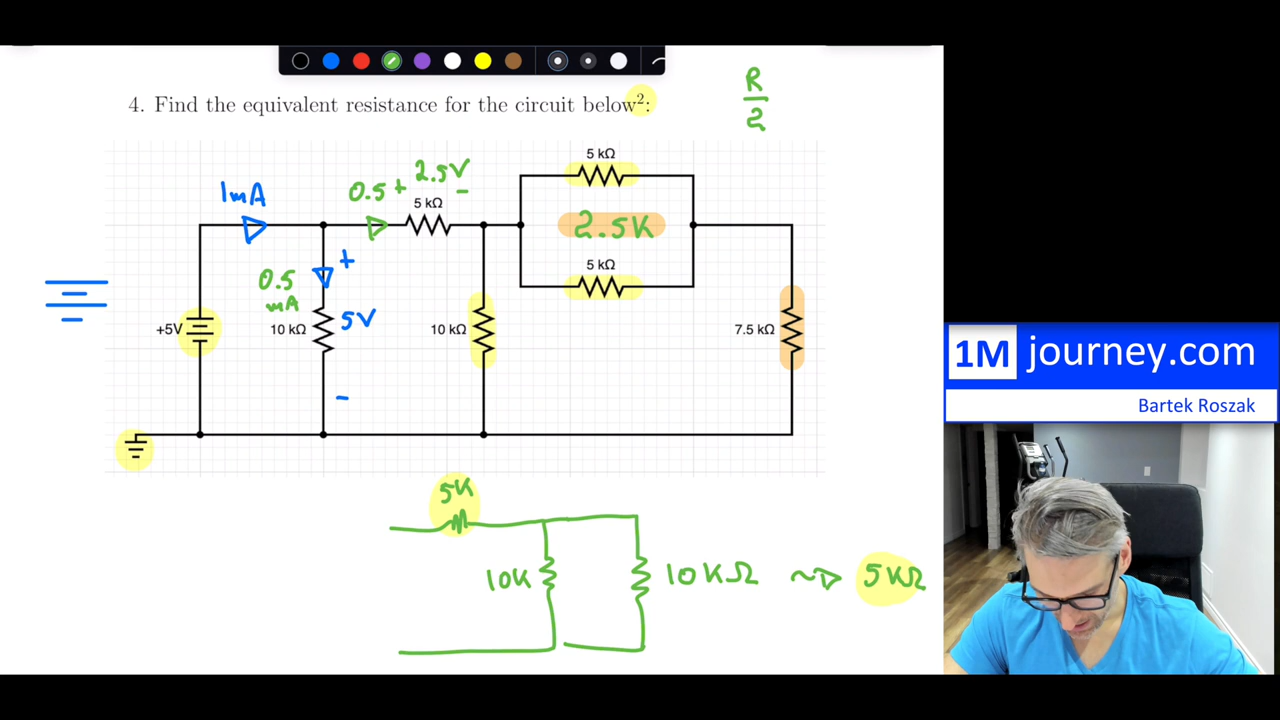 R
2
4. Find the equivalent resistance for the circuit below²:
5 kΩ
2.5V
1mA
0.5 + -
5 kΩ
2.5K
+
0.5
mA
5 kΩ
+5V
10 kΩ
5V
10 kΩ
7.5 kΩ
-
1M journey.com
Bartek Roszak
5K
10K
10KΩ
5KΩ